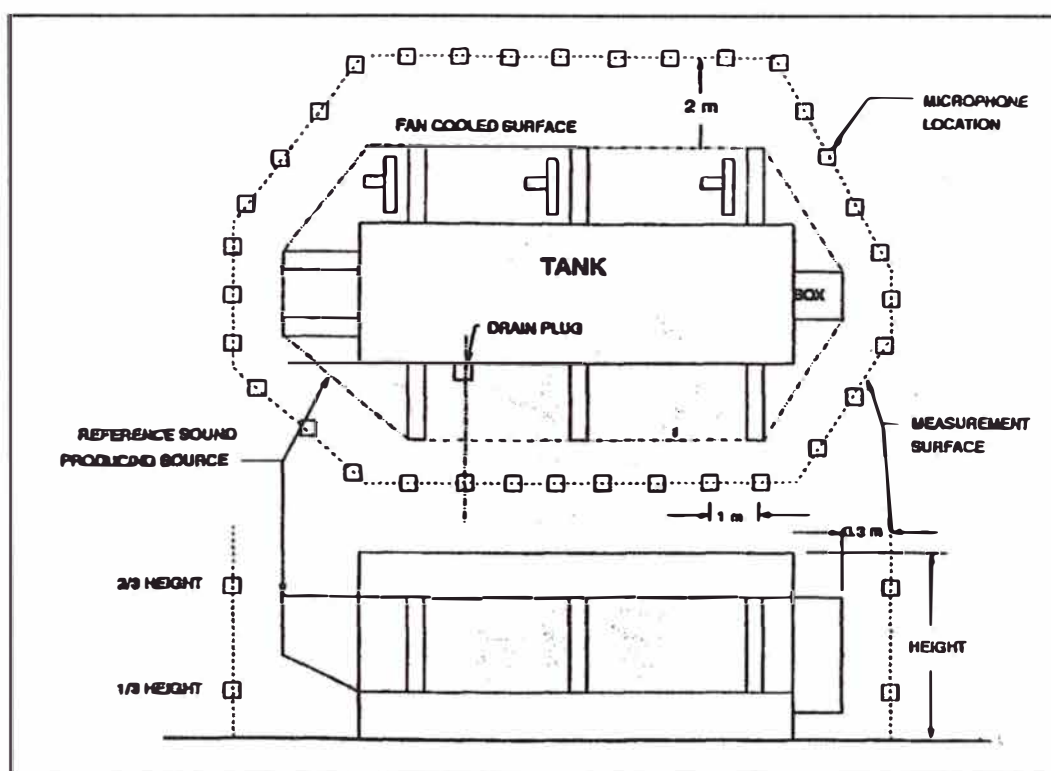 2 m
MICROPHONE
LOCATION
FAN COOLED SURFACE
TANK
BOX
DRAIN PLUG
REFERENCE SOUND
PRODUCING SOURCE
MEASUREMENT
SURFACE
1 m
0.3 m
2/3 HEIGHT
HEIGHT
1/3 HEIGHT